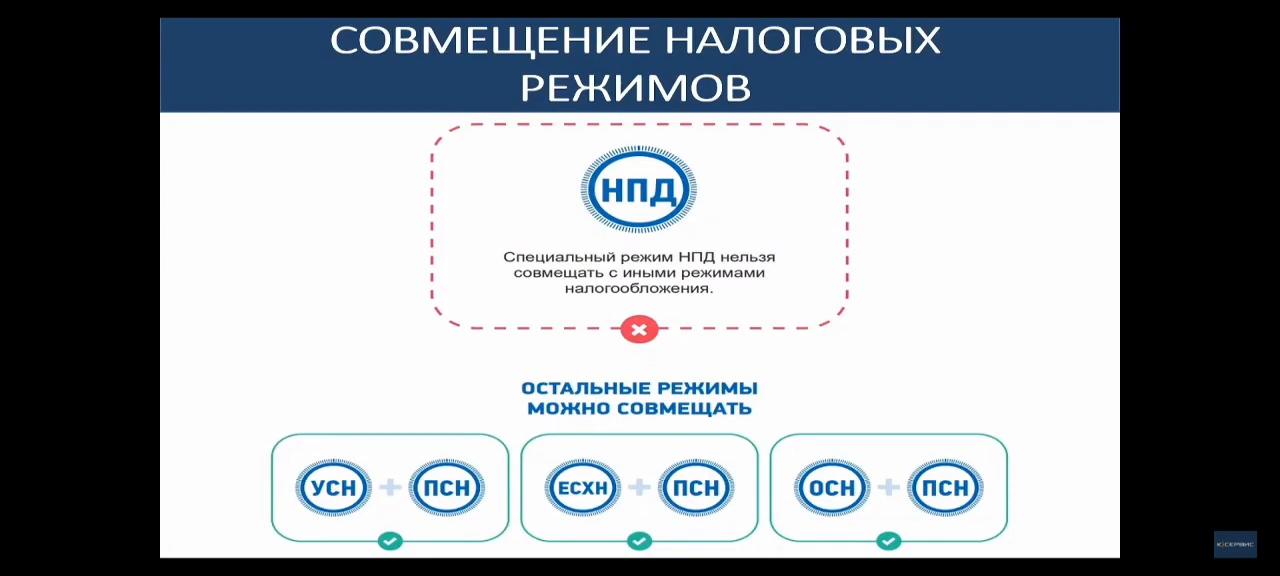 СОВМЕЩЕНИЕ НАЛОГОВЫХ
РЕЖИМОВ
НПД
Специальный режим НПД нельзя
совмещать с иными режимами
налогообложения.
ОСТАЛЬНЫЕ РЕЖИМЫ
МОЖНО СОВМЕЩАТЬ
УСН + ПСН
ЕСХН + ПСН
ОСН + ПСН